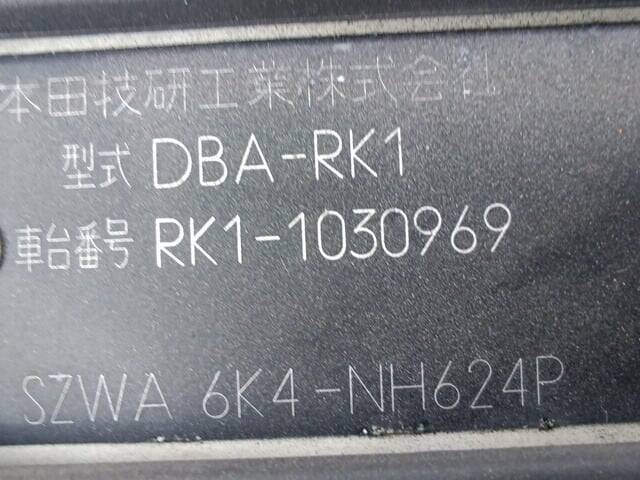 本田技研工業株式会社
型式 DBA-RK1
車台番号 RK1-1030969
SZWA 6K4-NH624P